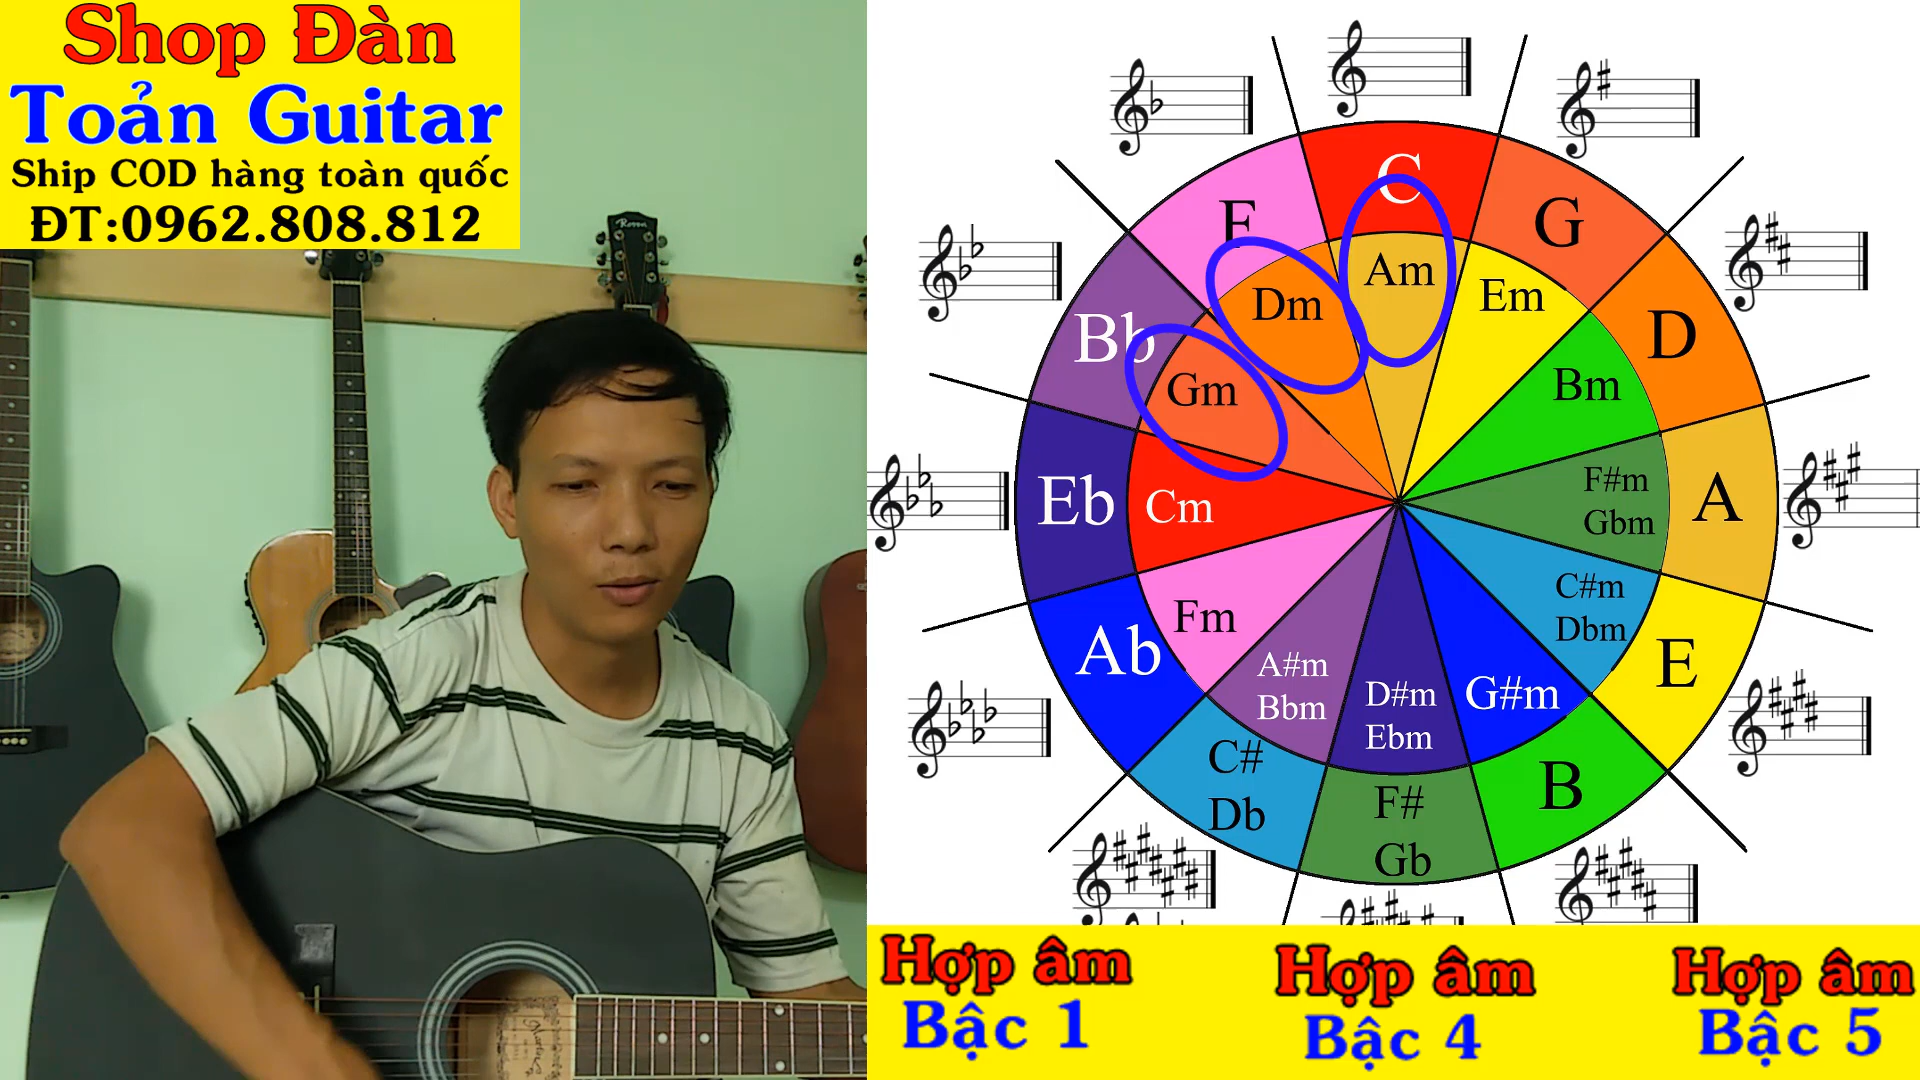 Shop Đàn
Toản Guitar
Ship COD hàng toàn quốc
ĐT:0962.808.812
Roven
C
G
D
A
E
B
F#
Gb
C#
Db
Ab
Eb
Bb
F
Am
Em
Bm
F#m
Gbm
C#m
Dbm
G#m
D#m
Ebm
A#m
Bbm
Fm
Cm
Gm
Dm
Hợp âm
Bậc 1
Hợp âm
Bậc 4
Hợp âm
Bậc 5